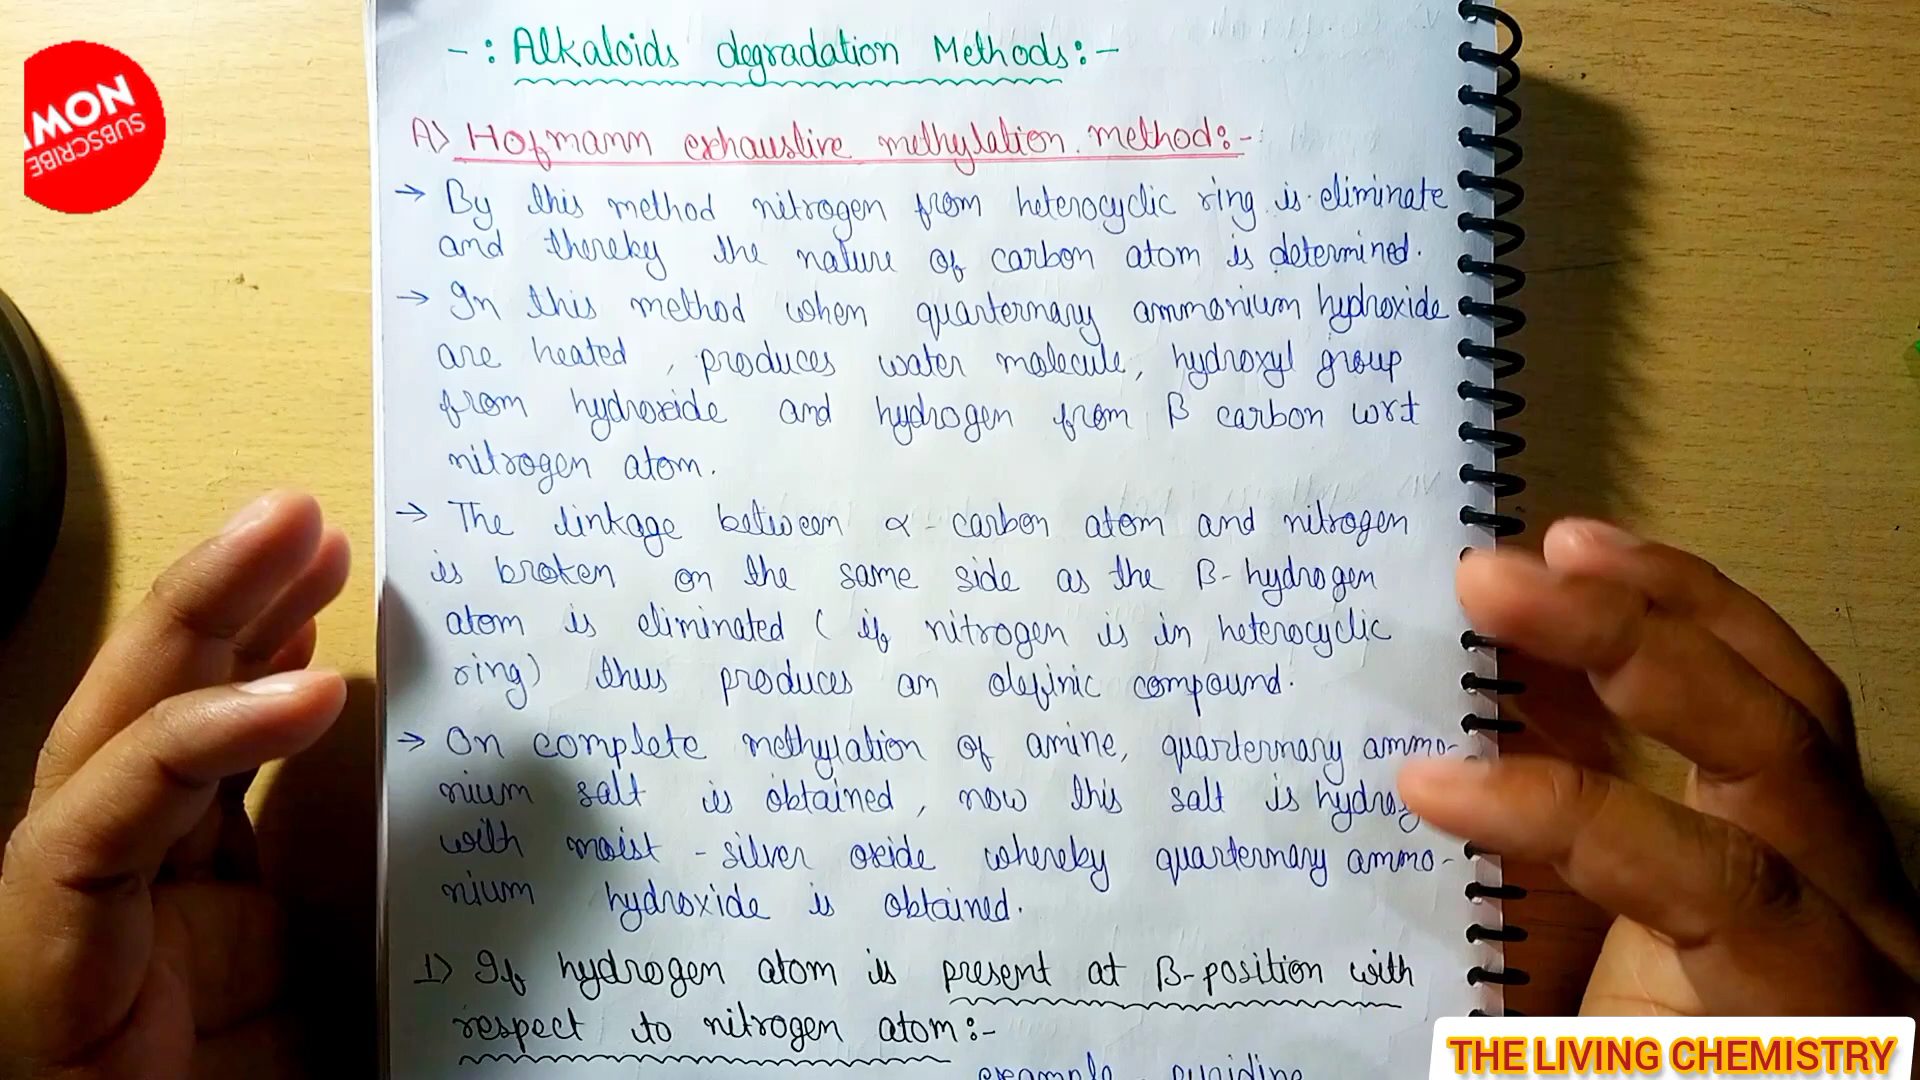 -: Alkaloids degradation Methods:-
A> Hofmann exhaustive methylation method:-
→ By this method nitrogen from heterocyclic ring is eliminate
and thereby the nature of carbon atom is determined.
→ In this method when quarternary ammonium hydroxide
are heated, produces water molecule, hydroxyl group
from hydroxide and hydrogen from β carbon wrt
nitrogen atom.
→ The linkage between α-carbon atom and nitrogen
is broken on the same side as the β-hydrogen
atom is eliminated (if nitrogen is in heterocyclic
ring) thus produces an olefinic compound.
→ On complete methylation of amine, quarternary ammo-
nium salt is obtained, now this salt is
with moist-silver oxide whereby quarternary ammo-
nium hydroxide is obtained.
1> If hydrogen atom is present at β-position with
respect to nitrogen atom:-
example pyridine
NOW
SUBSCRIBE
THE LIVING CHEMISTRY